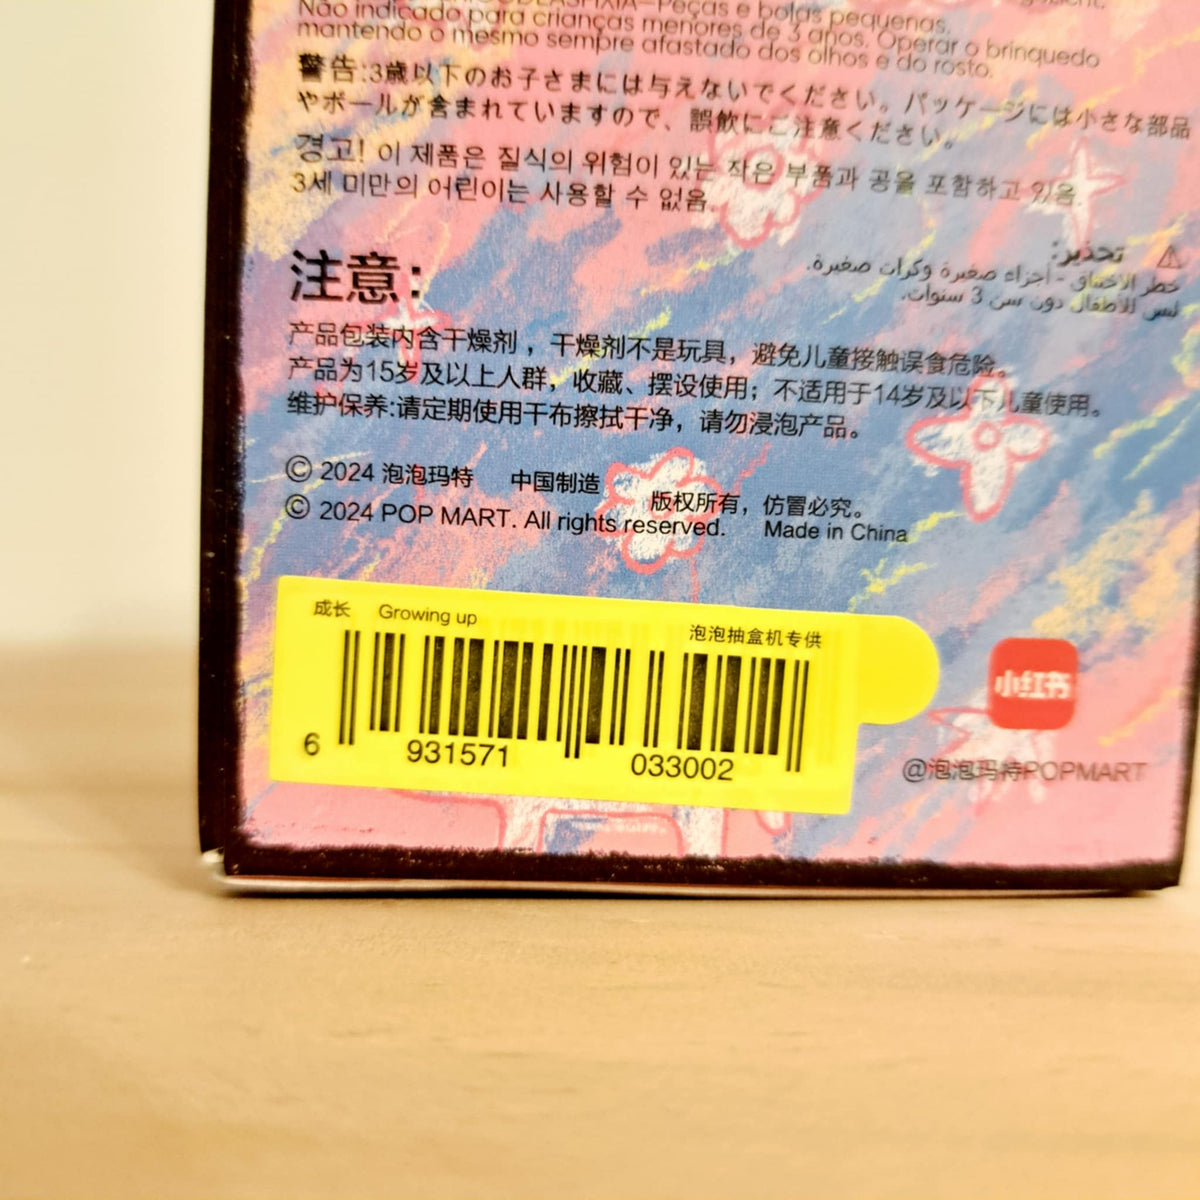 Peças e bolas pequenas.
Não indicado para crianças menores de 3 anos. Operar o brinquedo
mantendo o mesmo sempre afastado dos olhos e do rosto.
警告:3歳以下のお子さまには与えないでください。パッケージには小さな部品
やボールが含まれていますので、誤飲にご注意ください。
경고! 이 제품은 질식의 위험이 있는 작은 부품과 공을 포함하고 있음.
3세 미만의 어린이는 사용할 수 없음.
تحذير:
خطر الاختناق - أجزاء صغيرة وكرات صغيرة.
ليس للأطفال دون سن 3 سنوات.
注意:
产品包装内含干燥剂，干燥剂不是玩具，避免儿童接触误食危险。
产品为15岁及以上人群，收藏、摆设使用；不适用于14岁及以下儿童使用。
维护保养:请定期使用干布擦拭干净，请勿浸泡产品。
© 2024 泡泡玛特 中国制造 版权所有，仿冒必究。
© 2024 POP MART. All rights reserved. Made in China
成长 Growing up
泡泡抽盒机专供
6 931571 033002
小红书
@泡泡玛特POPMART